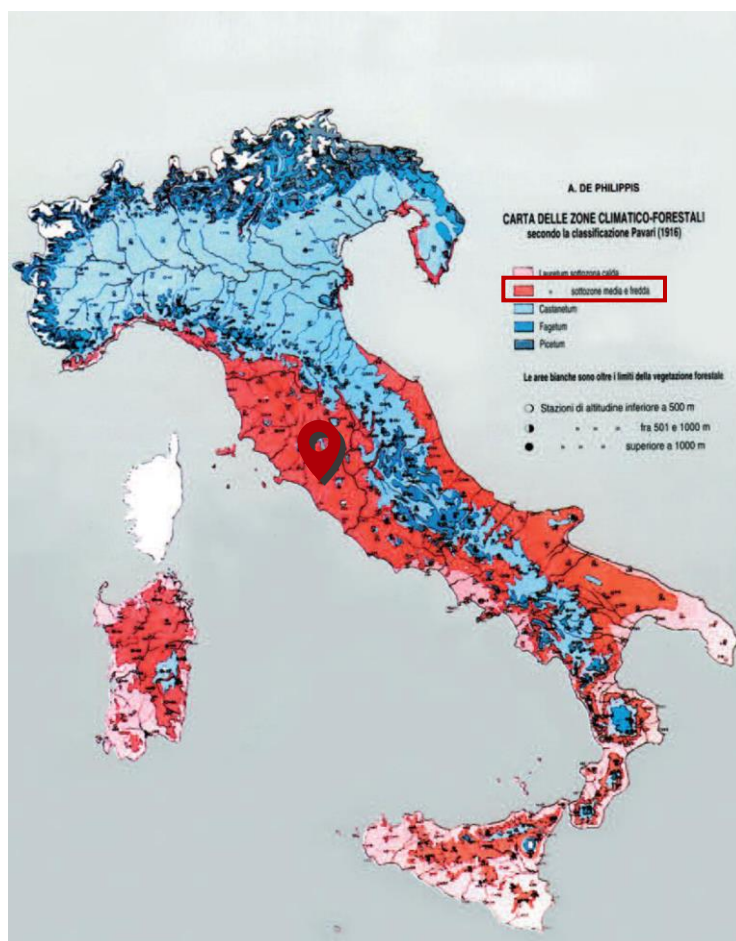 A. DE PHILIPPIS
CARTA DELLE ZONE CLIMATICO-FORESTALI
secondo la classificazione Pavari (1916)
Lauretum sottozona calda
" sottozone media e fredda
Castanetum
Fagetum
Picetum
Le aree bianche sono oltre i limiti della vegetazione forestale
Stazioni di altitudine inferiore a 500 m
" " " fra 501 e 1000 m
" " " superiore a 1000 m